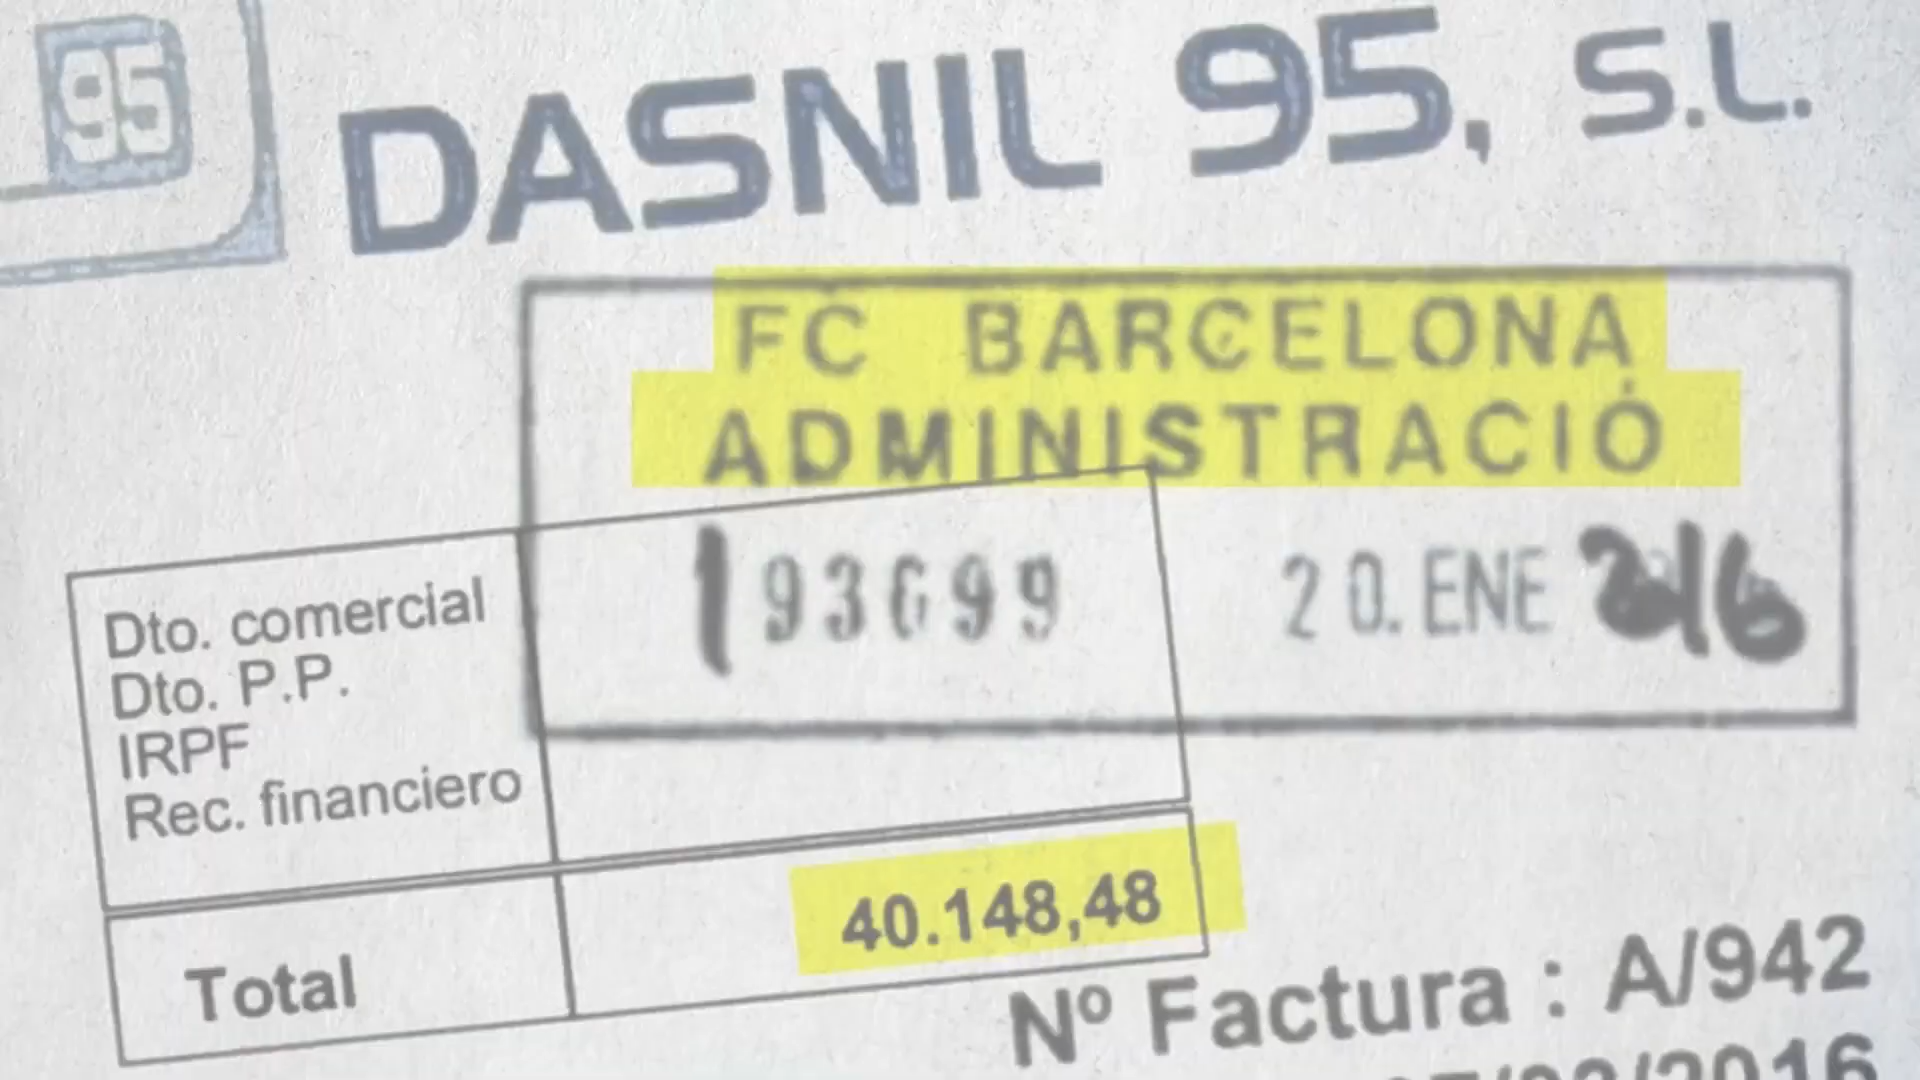 95
DASNIL 95, S.L.
FC BARCELONA
ADMINISTRACIÓ
193699
20. ENE
Dto. comercial
Dto. P.P.
IRPF
Rec. financiero
Total
40.148,48
Nº Factura : A/942